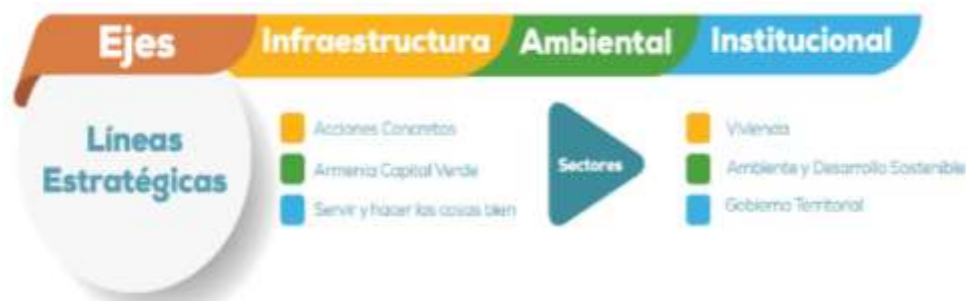 Ejes Infraestructura Ambiental Institucional
Líneas
Estratégicas
Acciones Concretas
Armenia Capital Verde
Servir y hacer las cosas bien
Sectores
Vivienda
Ambiente y Desarrollo Sostenible
Gobierno Territorial